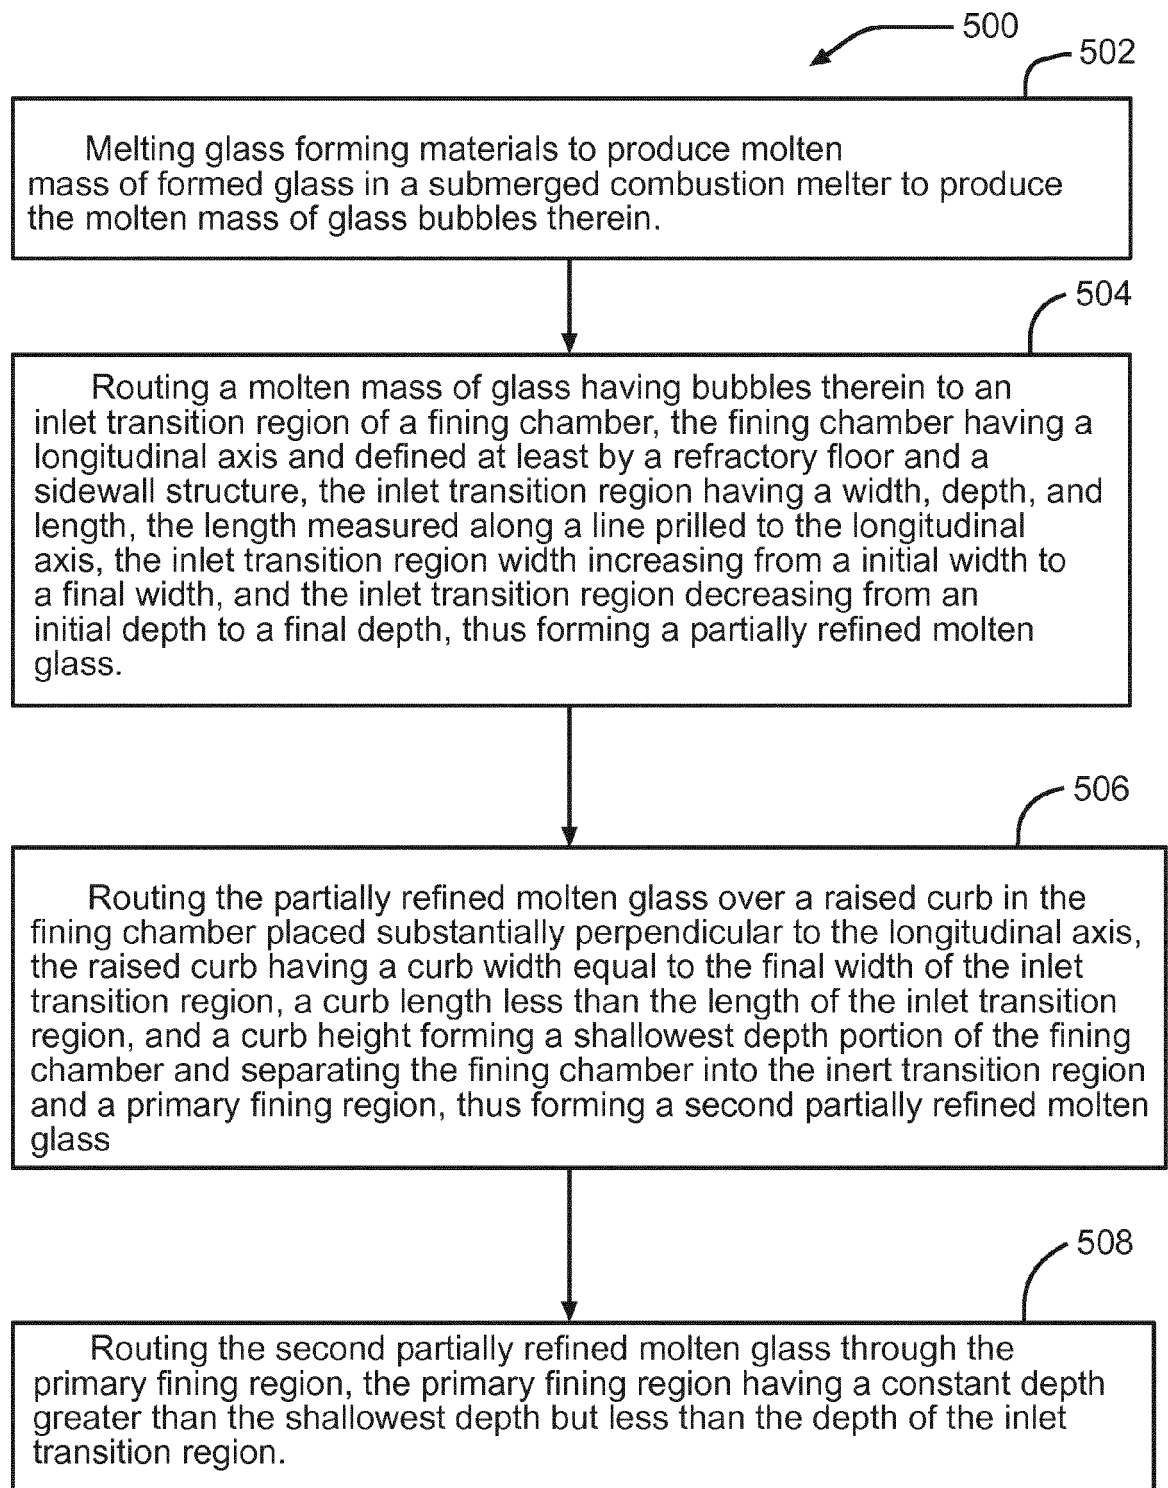 500
502
Melting glass forming materials to produce molten
mass of formed glass in a submerged combustion melter to produce
the molten mass of glass bubbles therein.
504
Routing a molten mass of glass having bubbles therein to an
inlet transition region of a fining chamber, the fining chamber having a
longitudinal axis and defined at least by a refractory floor and a
sidewall structure, the inlet transition region having a width, depth, and
length, the length measured along a line prilled to the longitudinal
axis, the inlet transition region width increasing from a initial width to
a final width, and the inlet transition region decreasing from an
initial depth to a final depth, thus forming a partially refined molten
glass.
506
Routing the partially refined molten glass over a raised curb in the
fining chamber placed substantially perpendicular to the longitudinal axis,
the raised curb having a curb width equal to the final width of the inlet
transition region, a curb length less than the length of the inlet transition
region, and a curb height forming a shallowest depth portion of the fining
chamber and separating the fining chamber into the inert transition region
and a primary fining region, thus forming a second partially refined molten
glass
508
Routing the second partially refined molten glass through the
primary fining region, the primary fining region having a constant depth
greater than the shallowest depth but less than the depth of the inlet
transition region.